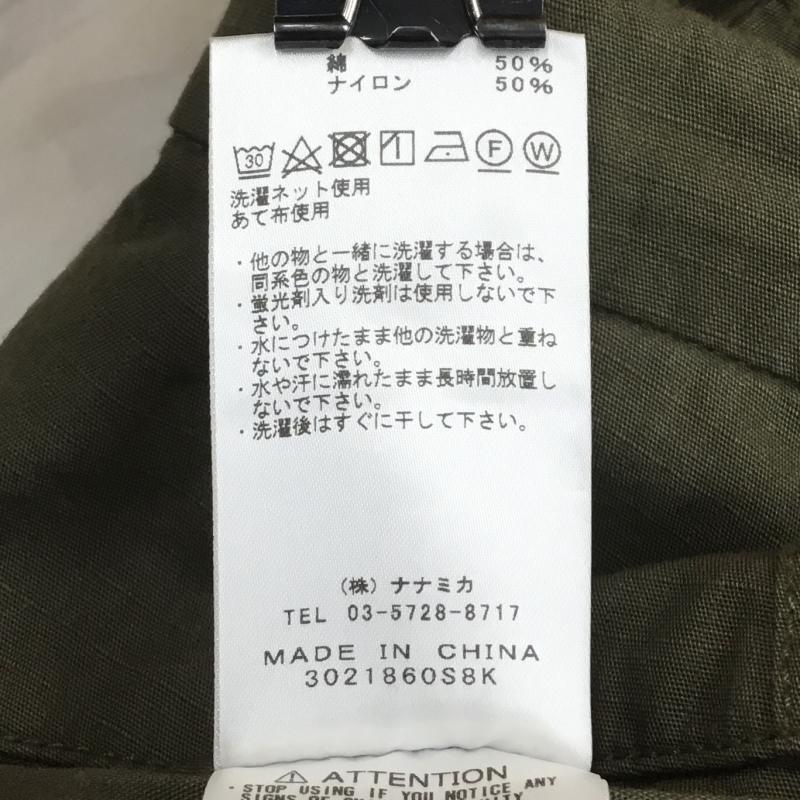 綿 50%
ナイロン 50%
30 F W
洗濯ネット使用
あて布使用
・他の物と一緒に洗濯する場合は、
同系色の物と洗濯して下さい。
・蛍光剤入り洗剤は使用しないで下
さい。
・水につけたまま他の洗濯物と重ね
ないで下さい。
・水や汗に濡れたまま長時間放置し
ないで下さい。
・洗濯後はすぐに干して下さい。
(株) ナナミカ
TEL 03-5728-8717
MADE IN CHINA
3021860S8K
ATTENTION
・STOP USING IF YOU NOTICE ANY
SIGNS OF